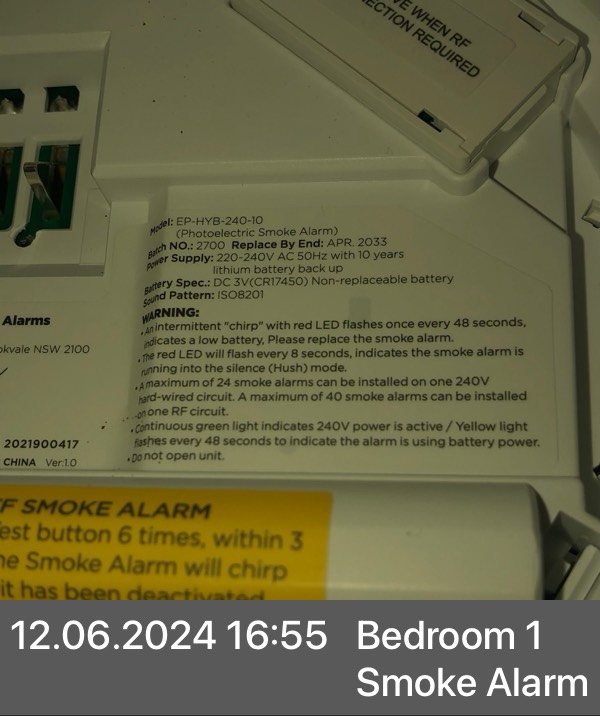 VE WHEN RF
ECTION REQUIRED
Model: EP-HYB-240-10
(Photoelectric Smoke Alarm)
Batch NO.: 2700 Replace By End: APR. 2033
Power Supply: 220-240V AC 50Hz with 10 years
lithium battery back up
Battery Spec.: DC 3V(CR17450) Non-replaceable battery
Sound Pattern: ISO8201
WARNING:
• An intermittent "chirp" with red LED flashes once every 48 seconds,
indicates a low battery, Please replace the smoke alarm.
• The red LED will flash every 8 seconds, indicates the smoke alarm is
running into the silence (Hush) mode.
• A maximum of 24 smoke alarms can be installed on one 240V
hard-wired circuit. A maximum of 40 smoke alarms can be installed
on one RF circuit.
• Continuous green light indicates 240V power is active / Yellow light
flashes every 48 seconds to indicate the alarm is using battery power.
• Do not open unit.
Alarms
okvale NSW 2100
2021900417
CHINA Ver:1.0
F SMOKE ALARM
est button 6 times, within 3
he Smoke Alarm will chirp
it has been deactivated
12.06.2024 16:55 Bedroom 1
Smoke Alarm